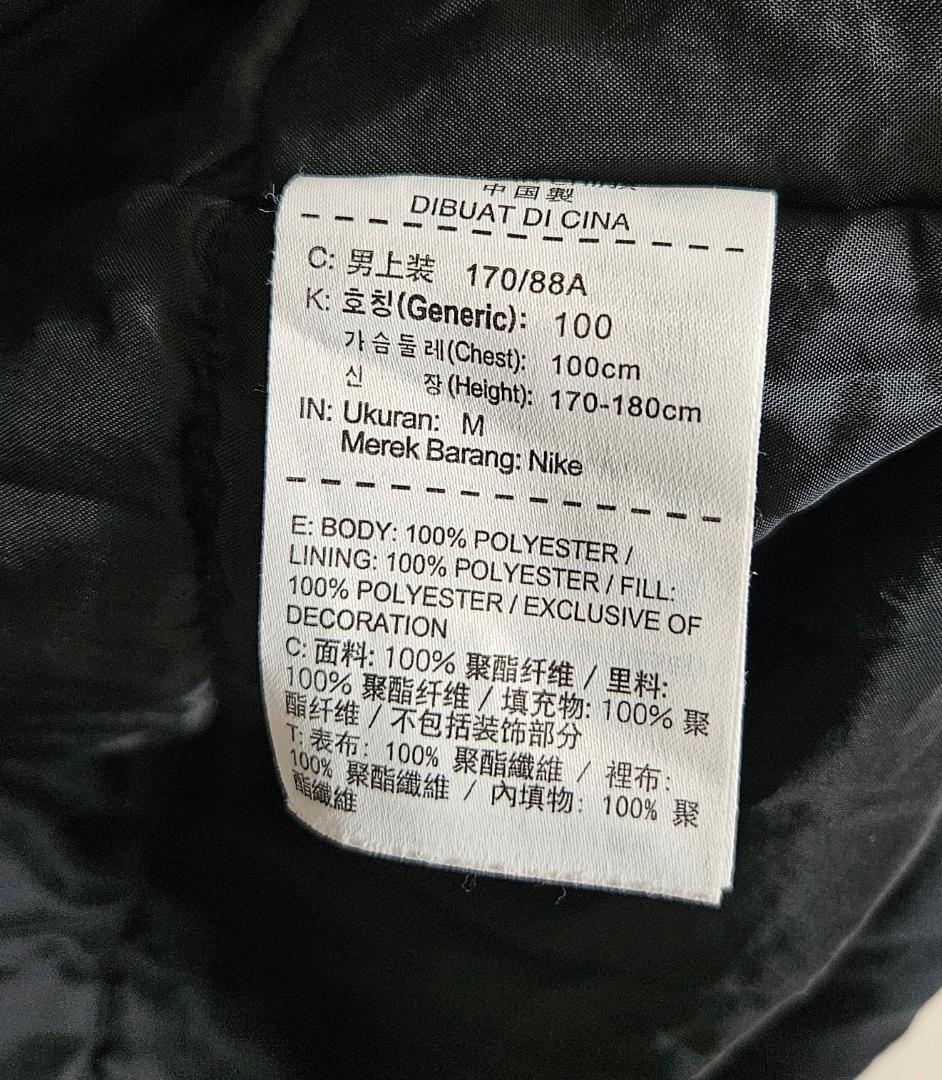 中国製
DIBUAT DI CINA
C: 男上装 170/88A
K: 호칭(Generic): 100
가슴둘레(Chest): 100cm
신 장(Height): 170-180cm
IN: Ukuran: M
Merek Barang: Nike
E: BODY: 100% POLYESTER /
LINING: 100% POLYESTER / FILL:
100% POLYESTER / EXCLUSIVE OF
DECORATION
C: 面料: 100% 聚酯纤维 / 里料:
100% 聚酯纤维 / 填充物: 100% 聚
酯纤维 / 不包括装饰部分
T: 表布: 100% 聚酯纖維 / 裡布:
100% 聚酯纖維 / 內填物: 100% 聚
酯纖維